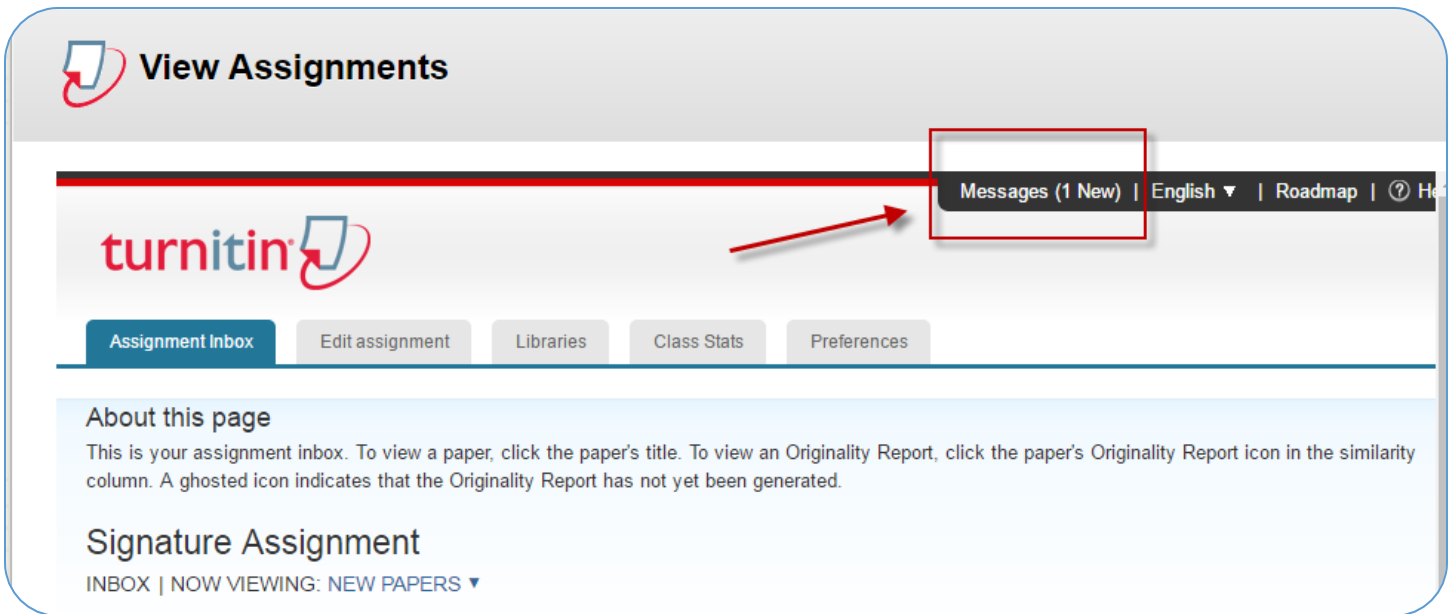 View Assignments
Messages (1 New) | English ▼ | Roadmap | ? He
turnitin
Assignment Inbox Edit assignment Libraries Class Stats Preferences
About this page
This is your assignment inbox. To view a paper, click the paper's title. To view an Originality Report, click the paper's Originality Report icon in the similarity
column. A ghosted icon indicates that the Originality Report has not yet been generated.
Signature Assignment
INBOX | NOW VIEWING: NEW PAPERS ▼